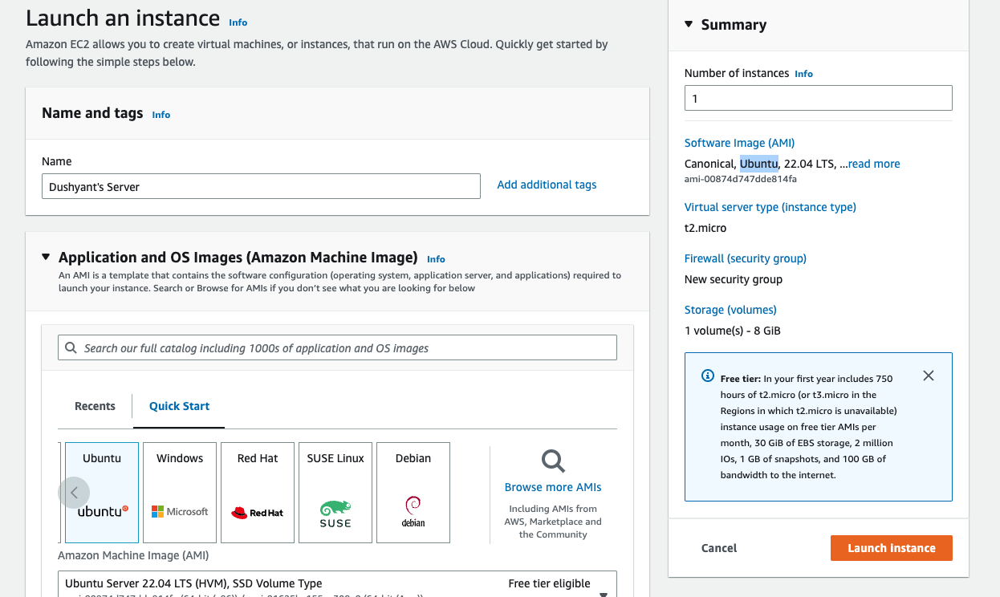 Launch an instance Info
Amazon EC2 allows you to create virtual machines, or instances, that run on the AWS Cloud. Quickly get started by
following the simple steps below.
Name and tags Info
Name
Dushyant's Server
Add additional tags
Application and OS Images (Amazon Machine Image) Info
An AMI is a template that contains the software configuration (operating system, application server, and applications) required to
launch your instance. Search or Browse for AMIs if you don't see what you are looking for below
Search our full catalog including 1000s of application and OS images
Recents
Quick Start
Ubuntu
ubuntu
Windows
Microsoft
Red Hat
Red Hat
SUSE Linux
SUSE
Debian
debian
Browse more AMIs
Including AMIs from
AWS, Marketplace and
the Community
Amazon Machine Image (AMI)
Ubuntu Server 22.04 LTS (HVM), SSD Volume Type
Free tier eligible
Summary
Number of instances Info
1
Software Image (AMI)
Canonical, Ubuntu, 22.04 LTS, ...read more
ami-00874d747dde814fa
Virtual server type (instance type)
t2.micro
Firewall (security group)
New security group
Storage (volumes)
1 volume(s) - 8 GiB
Free tier: In your first year includes 750
hours of t2.micro (or t3.micro in the
Regions in which t2.micro is unavailable)
instance usage on free tier AMIs per
month, 30 GiB of EBS storage, 2 million
IOs, 1 GB of snapshots, and 100 GB of
bandwidth to the internet.
Cancel
Launch instance